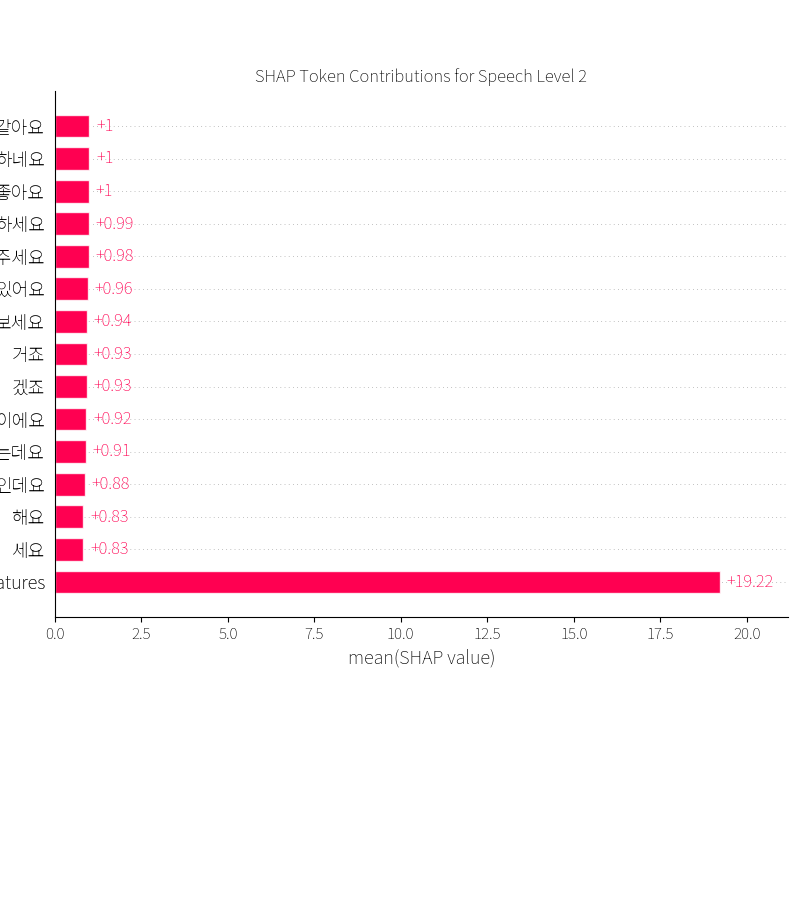 SHAP Token Contributions for Speech Level 2
같아요 +1
하네요 +1
좋아요 +1
하세요 +0.99
주세요 +0.98
있어요 +0.96
보세요 +0.94
거죠 +0.93
겠죠 +0.93
이에요 +0.92
는데요 +0.91
인데요 +0.88
해요 +0.83
세요 +0.83
atures +19.22
0.0 2.5 5.0 7.5 10.0 12.5 15.0 17.5 20.0
mean(SHAP value)